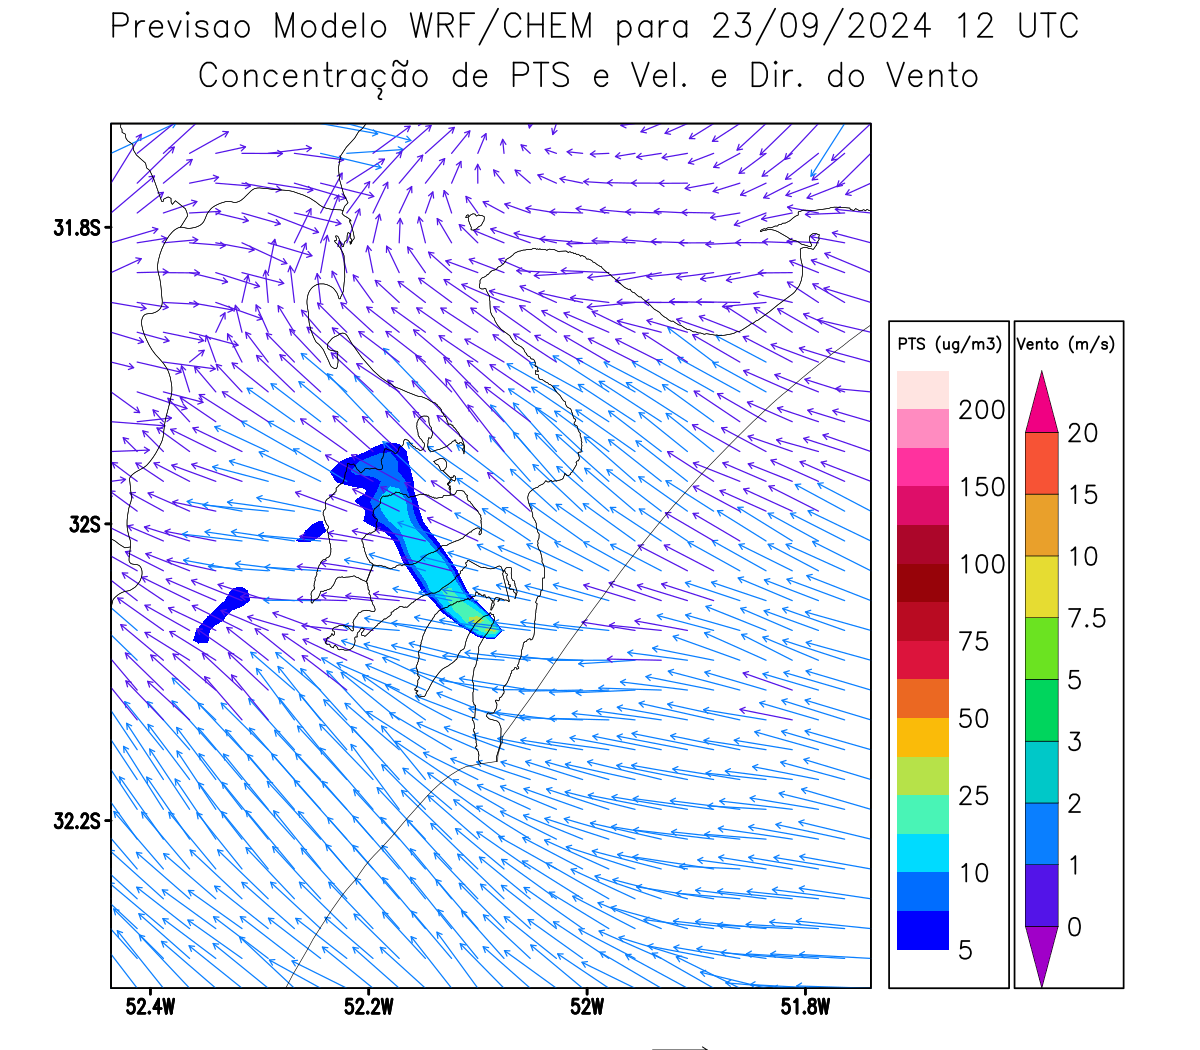 Previsao Modelo WRF/CHEM para 23/09/2024 12 UTC
Concentração de PTS e Vel. e Dir. do Vento
31.8S
32S
32.2S
52.4W
52.2W
52W
51.8W
PTS (ug/m3)
200
150
100
75
50
25
10
5
Vento (m/s)
20
15
10
7.5
5
3
2
1
0